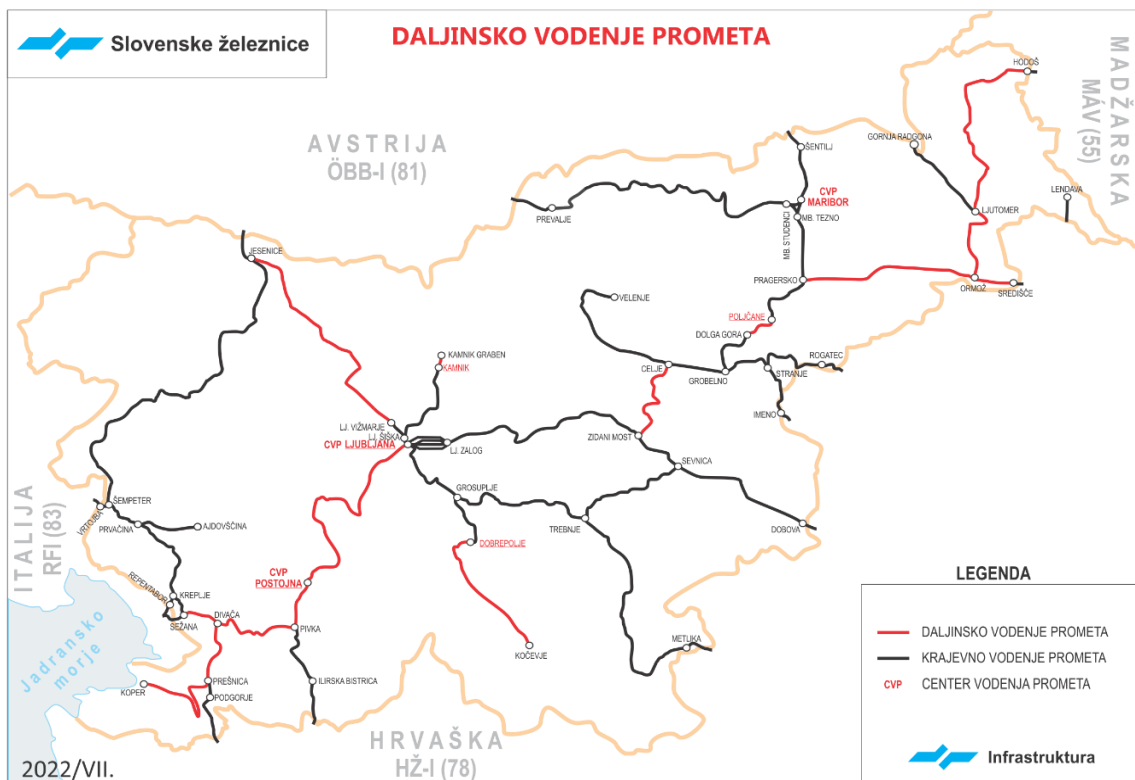 Slovenske železnice
DALJINSKO VODENJE PROMETA
MADŽARSKA
MÁV (55)
AVSTRIJA
ÖBB-I (81)
HODOŠ
GORNJA RADGONA
ŠENTILJ
CVP
MARIBOR
LENDAVA
PREVALJE
MB. TEZNO
MB. STUDENCI
LJUTOMER
JESENICE
PRAGERSKO
ORMOŽ
SREDIŠČE
VELENJE
POLJČANE
DOLGA GORA
KAMNIK GRABEN
KAMNIK
CELJE
GROBELNO
ROGATEC
STRANJE
IMENO
LJ. VIŽMARJE
LJ. ŠIŠKA
CVP LJUBLJANA
LJ. ZALOG
ZIDANI MOST
SEVNICA
ITALIJA
RFI (83)
ŠEMPETER
VRTOJBA
PRVAČINA
AJDOVŠČINA
GROSUPLJE
TREBNJE
DOBOVA
DOBREPOLJE
CVP
POSTOJNA
REPENTABOR
KREPLJE
SEŽANA
DIVAČA
PIVKA
KOČEVJE
METLIKA
Jadransko
morje
KOPER
PREŠNICA
PODGORJE
ILIRSKA BISTRICA
HRVAŠKA
HŽ-I (78)
LEGENDA
DALJINSKO VODENJE PROMETA
KRAJEVNO VODENJE PROMETA
CVP CENTER VODENJA PROMETA
Infrastruktura
2022/VII.